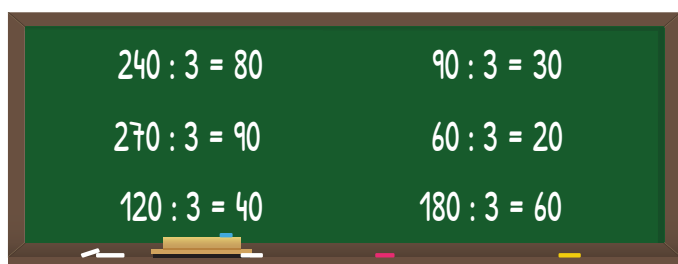 240 : 3 = 80
270 : 3 = 90
120 : 3 = 40
90 : 3 = 30
60 : 3 = 20
180 : 3 = 60